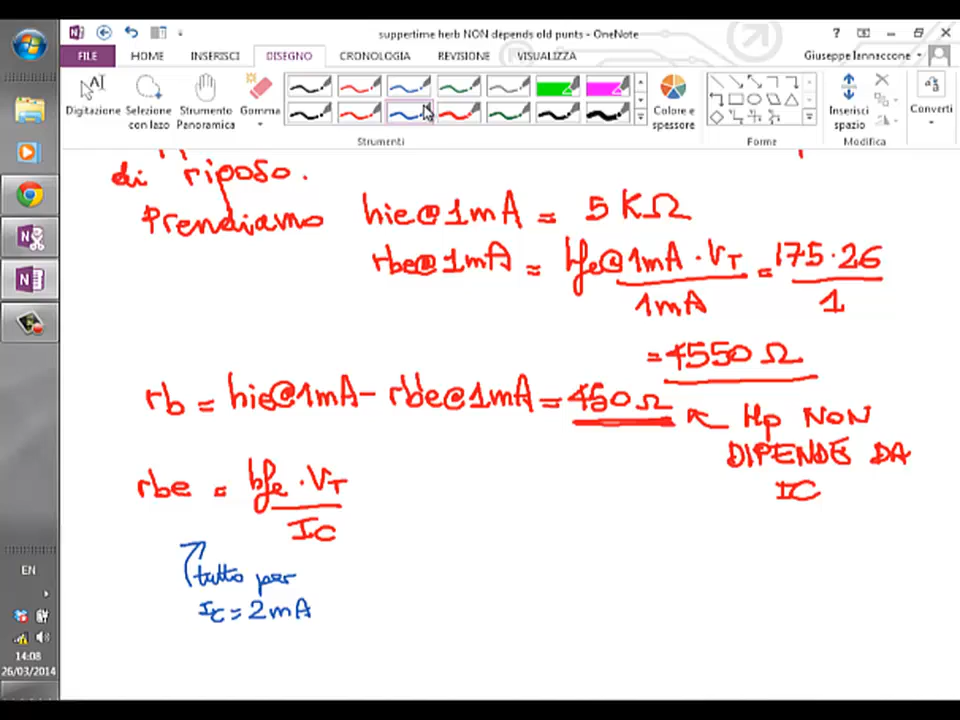 suppertime herb NON depends old punts - OneNote
FILE HOME INSERISCI DISEGNO CRONOLOGIA REVISIONE VISUALIZZA Giuseppe Iannaccone
Digitazione Selezione con lazo Strumento Panoramica Gomma Colore e spessore Inserisci spazio Converti
Strumenti Forme Modifica
di riposo.
Prendiamo hie@1mA = 5 KΩ
rbe@1mA = hfe@1mA·VT / 1mA = 175·26 / 1
= 4550 Ω
rb = hie@1mA - rbe@1mA = 450 Ω ← Hp NON
DIPENDE DA
IC
rbe = hfe·VT / IC
tutto per
IC = 2mA
EN
14:08
26/03/2014